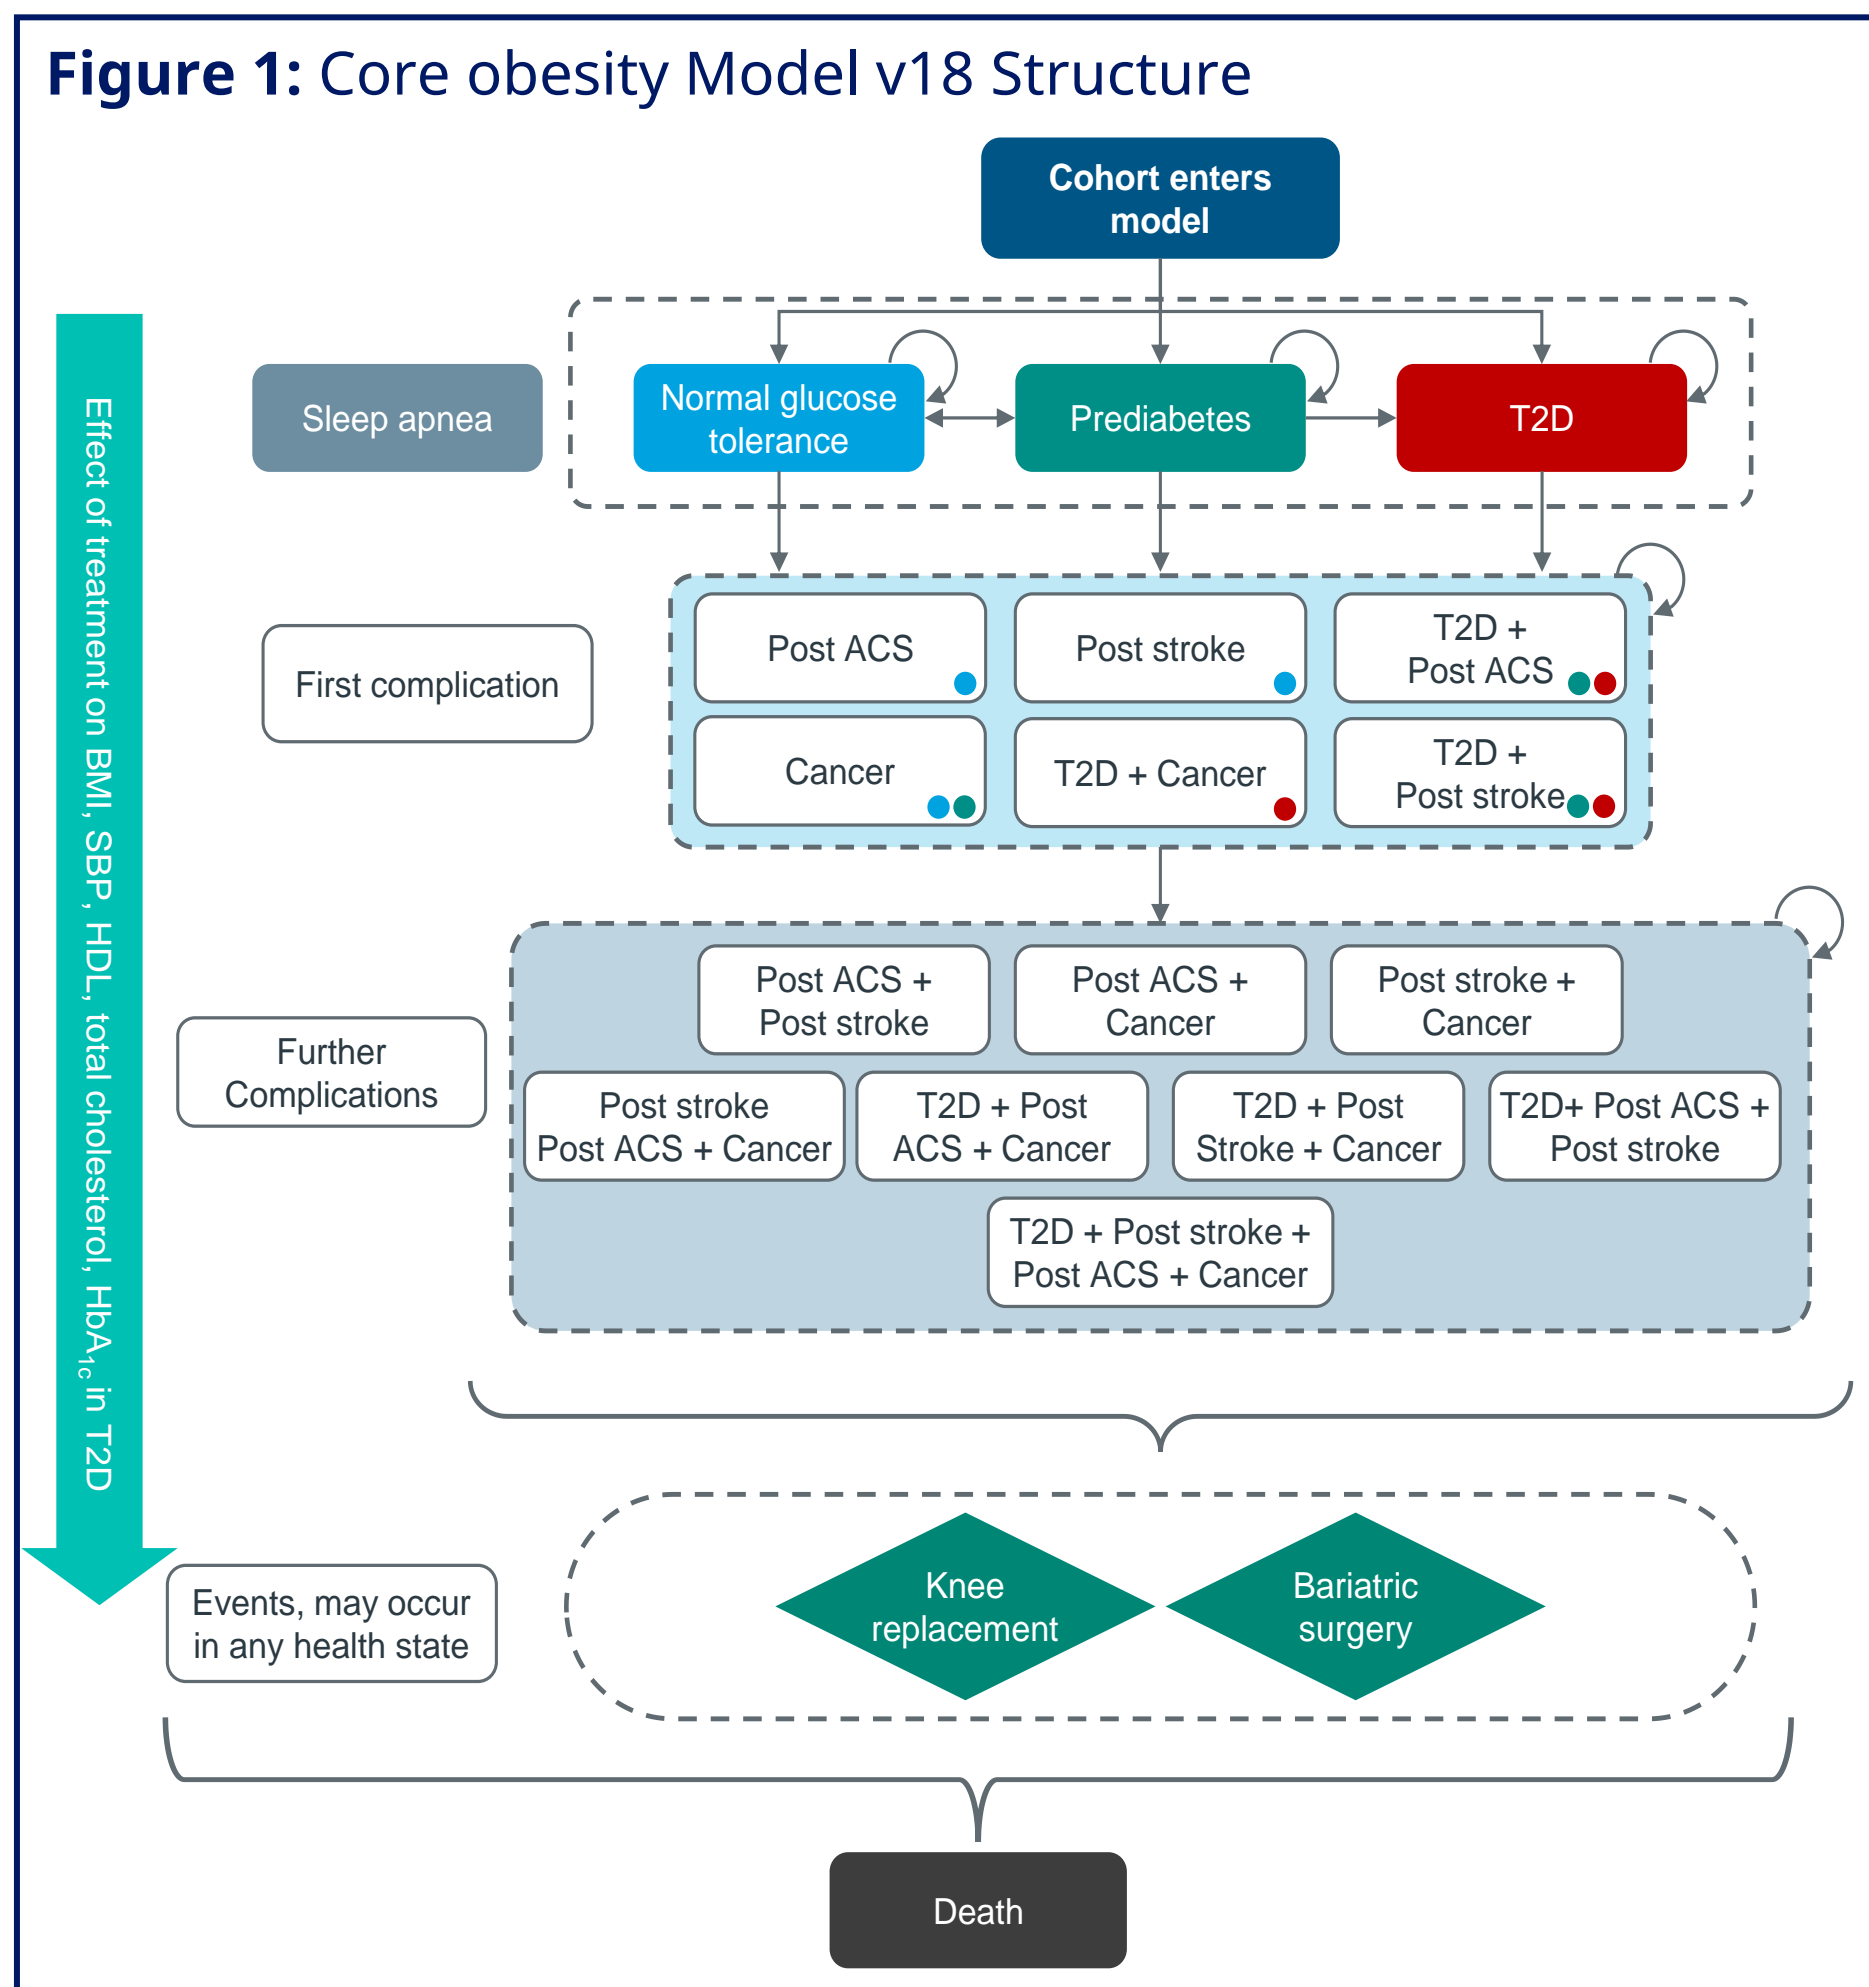 Figure 1: Core obesity Model v18 Structure
Cohort enters
model
Effect of treatment on BMI, SBP, HDL, total cholesterol, HbA1c in T2D
Sleep apnea
Normal glucose
tolerance
Prediabetes
T2D
First complication
Post ACS
Post stroke
T2D +
Post ACS
Cancer
T2D + Cancer
T2D +
Post stroke
Further
Complications
Post ACS +
Post stroke
Post ACS +
Cancer
Post stroke +
Cancer
Post stroke
Post ACS + Cancer
T2D + Post
ACS + Cancer
T2D + Post
Stroke + Cancer
T2D+ Post ACS +
Post stroke
T2D + Post stroke +
Post ACS + Cancer
Events, may occur
in any health state
Knee
replacement
Bariatric
surgery
Death